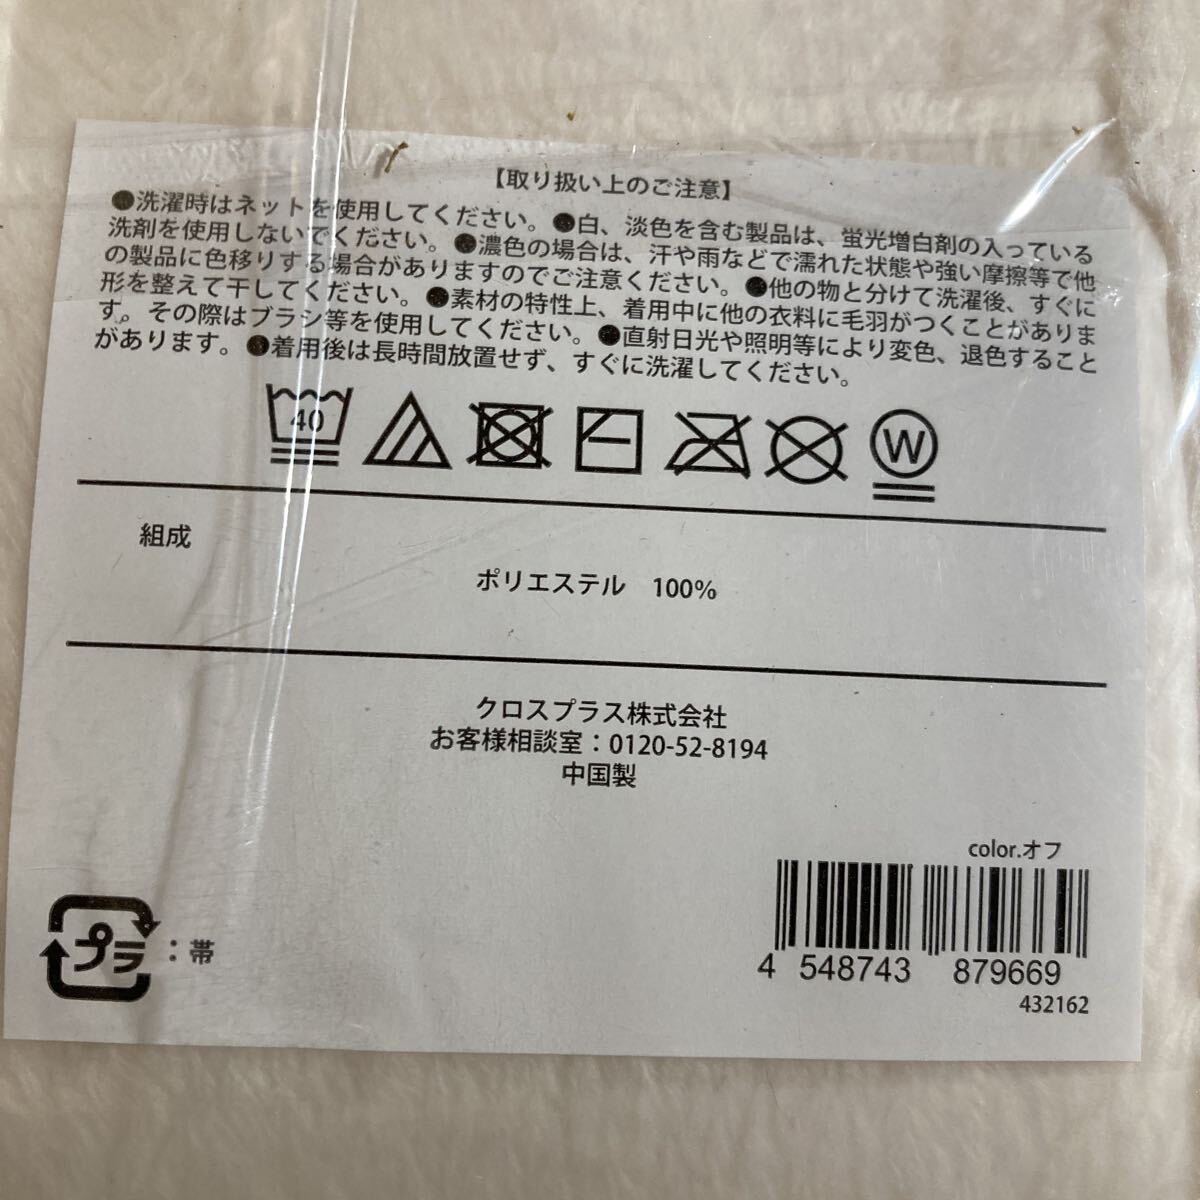 【取り扱い上のご注意】
●洗濯時はネットを使用してください。●白、淡色を含む製品は、蛍光増白剤の入っている
洗剤を使用しないでください。●濃色の場合は、汗や雨などで濡れた状態や強い摩擦等で他
の製品に色移りする場合がありますのでご注意ください。●他の物と分けて洗濯後、すぐに
形を整えて干してください。●素材の特性上、着用中に他の衣料に毛羽がつくことがありま
す。その際はブラシ等を使用してください。●直射日光や照明等により変色、退色すること
があります。●着用後は長時間放置せず、すぐに洗濯してください。
40 W
組成
ポリエステル 100%
クロスプラス株式会社
お客様相談室：0120-52-8194
中国製
color.オフ
プラ：帯
4 548743 879669
432162